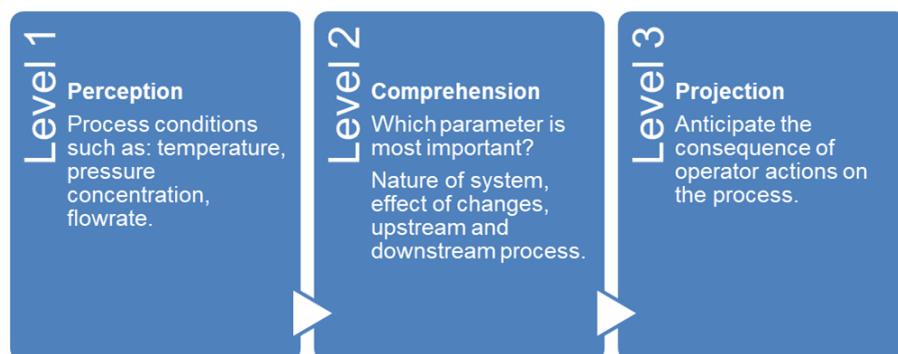 Level 1
Perception
Process conditions
such as: temperature,
pressure
concentration,
flowrate.
Level 2
Comprehension
Which parameter is
most important?
Nature of system,
effect of changes,
upstream and
downstream process.
Level 3
Projection
Anticipate the
consequence of
operator actions on
the process.